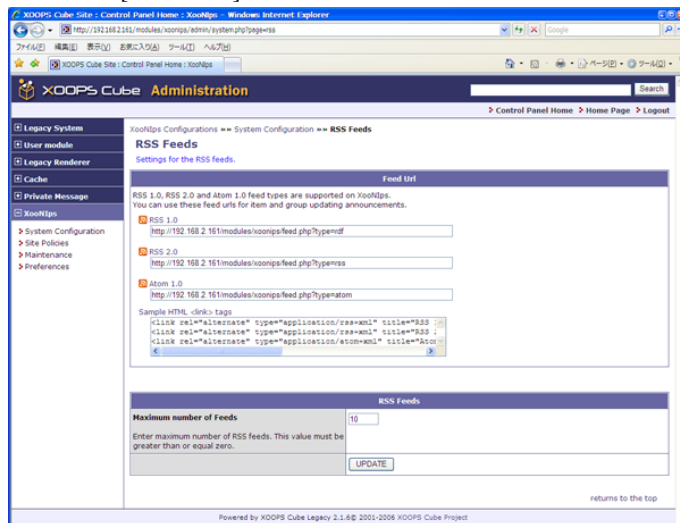 XOOPS Cube Site : Control Panel Home : XooNIps - Windows Internet Explorer
http://192.168.2.161/modules/xoonips/admin/system.php?page=rss
Google
ファイル(F) 編集(E) 表示(V) お気に入り(A) ツール(T) ヘルプ(H)
XOOPS Cube Site : Control Panel Home : XooNIps
ページ(P) ツール(O)
XOOPS Cube Administration
Search
Control Panel Home Home Page Logout
Legacy System
User module
Legacy Renderer
Cache
Private Message
XooNIps
System Configuration
Site Policies
Maintenance
Preferences
XooNIps Configurations »» System Configuration »» RSS Feeds
RSS Feeds
Settings for the RSS feeds.
Feed Url
RSS 1.0, RSS 2.0 and Atom 1.0 feed types are supported on XooNIps.
You can use these feed urls for item and group updating announcements.
RSS 1.0
http://192.168.2.161/modules/xoonips/feed.php?type=rdf
RSS 2.0
http://192.168.2.161/modules/xoonips/feed.php?type=rss
Atom 1.0
http://192.168.2.161/modules/xoonips/feed.php?type=atom
Sample HTML <link> tags
<link rel="alternate" type="application/rss+xml" title="RSS
<link rel="alternate" type="application/rss+xml" title="RSS
<link rel="alternate" type="application/atom+xml" title="Atom
RSS Feeds
Maximum number of Feeds
10
Enter maximum number of RSS feeds. This value must be
greater than or equal zero.
UPDATE
returns to the top
Powered by XOOPS Cube Legacy 2.1.6© 2001-2006 XOOPS Cube Project